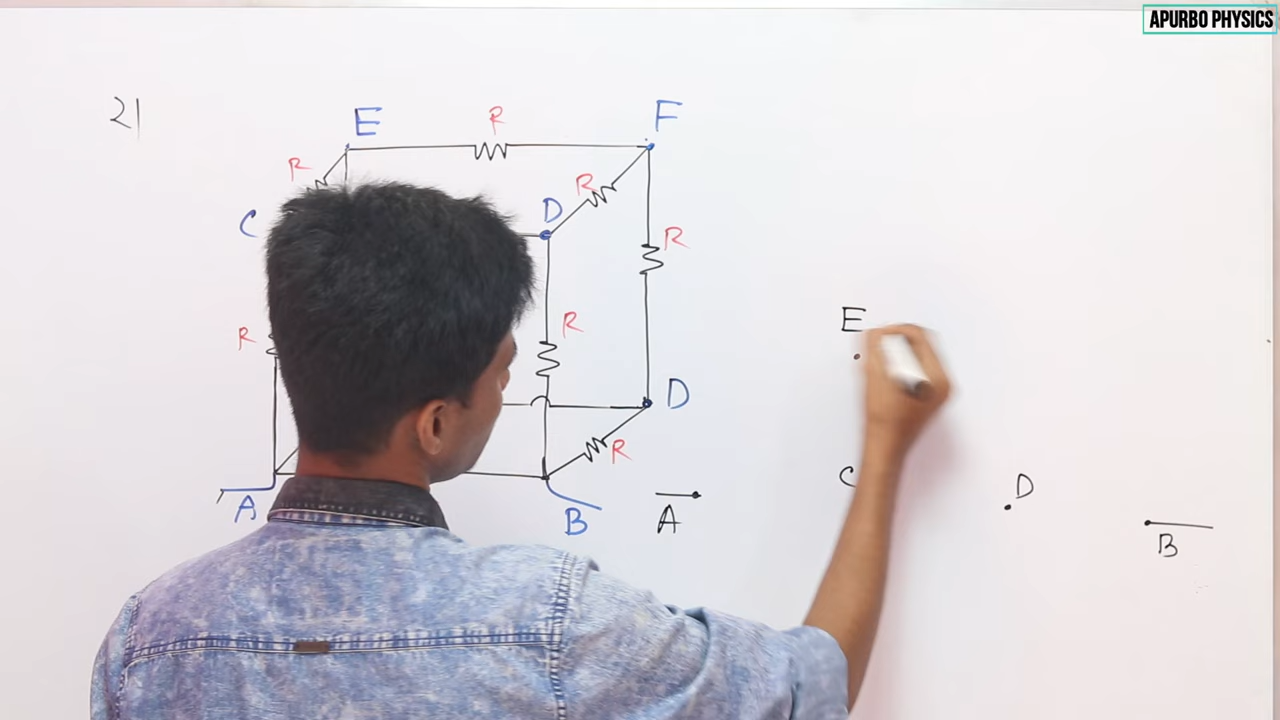 APURBO PHYSICS
21
E R F
R
R
C D
R
R R
D
R
A B
E
C D
A B